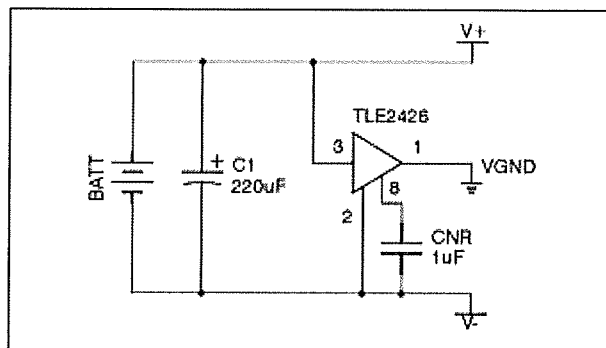 V+
TLE2426
3
1
VGND
BATT
C1
220uF
+
8
2
CNR
1uF
V-